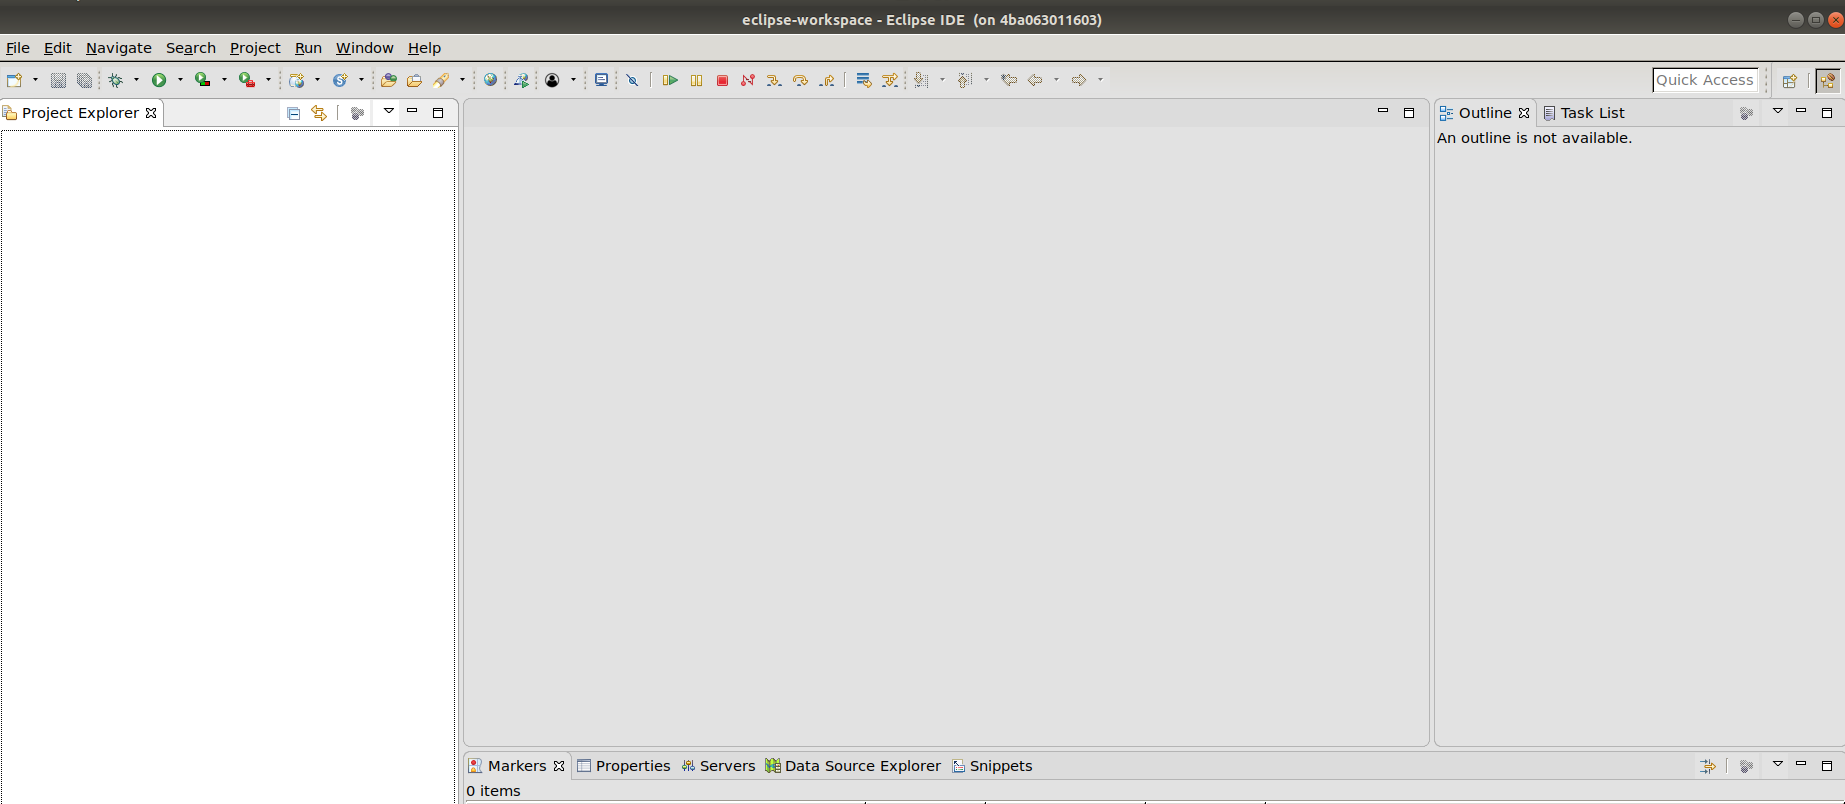 eclipse-workspace - Eclipse IDE (on 4ba063011603)
File Edit Navigate Search Project Run Window Help
Quick Access
Project Explorer
Outline Task List
An outline is not available.
Markers Properties Servers Data Source Explorer Snippets
0 items